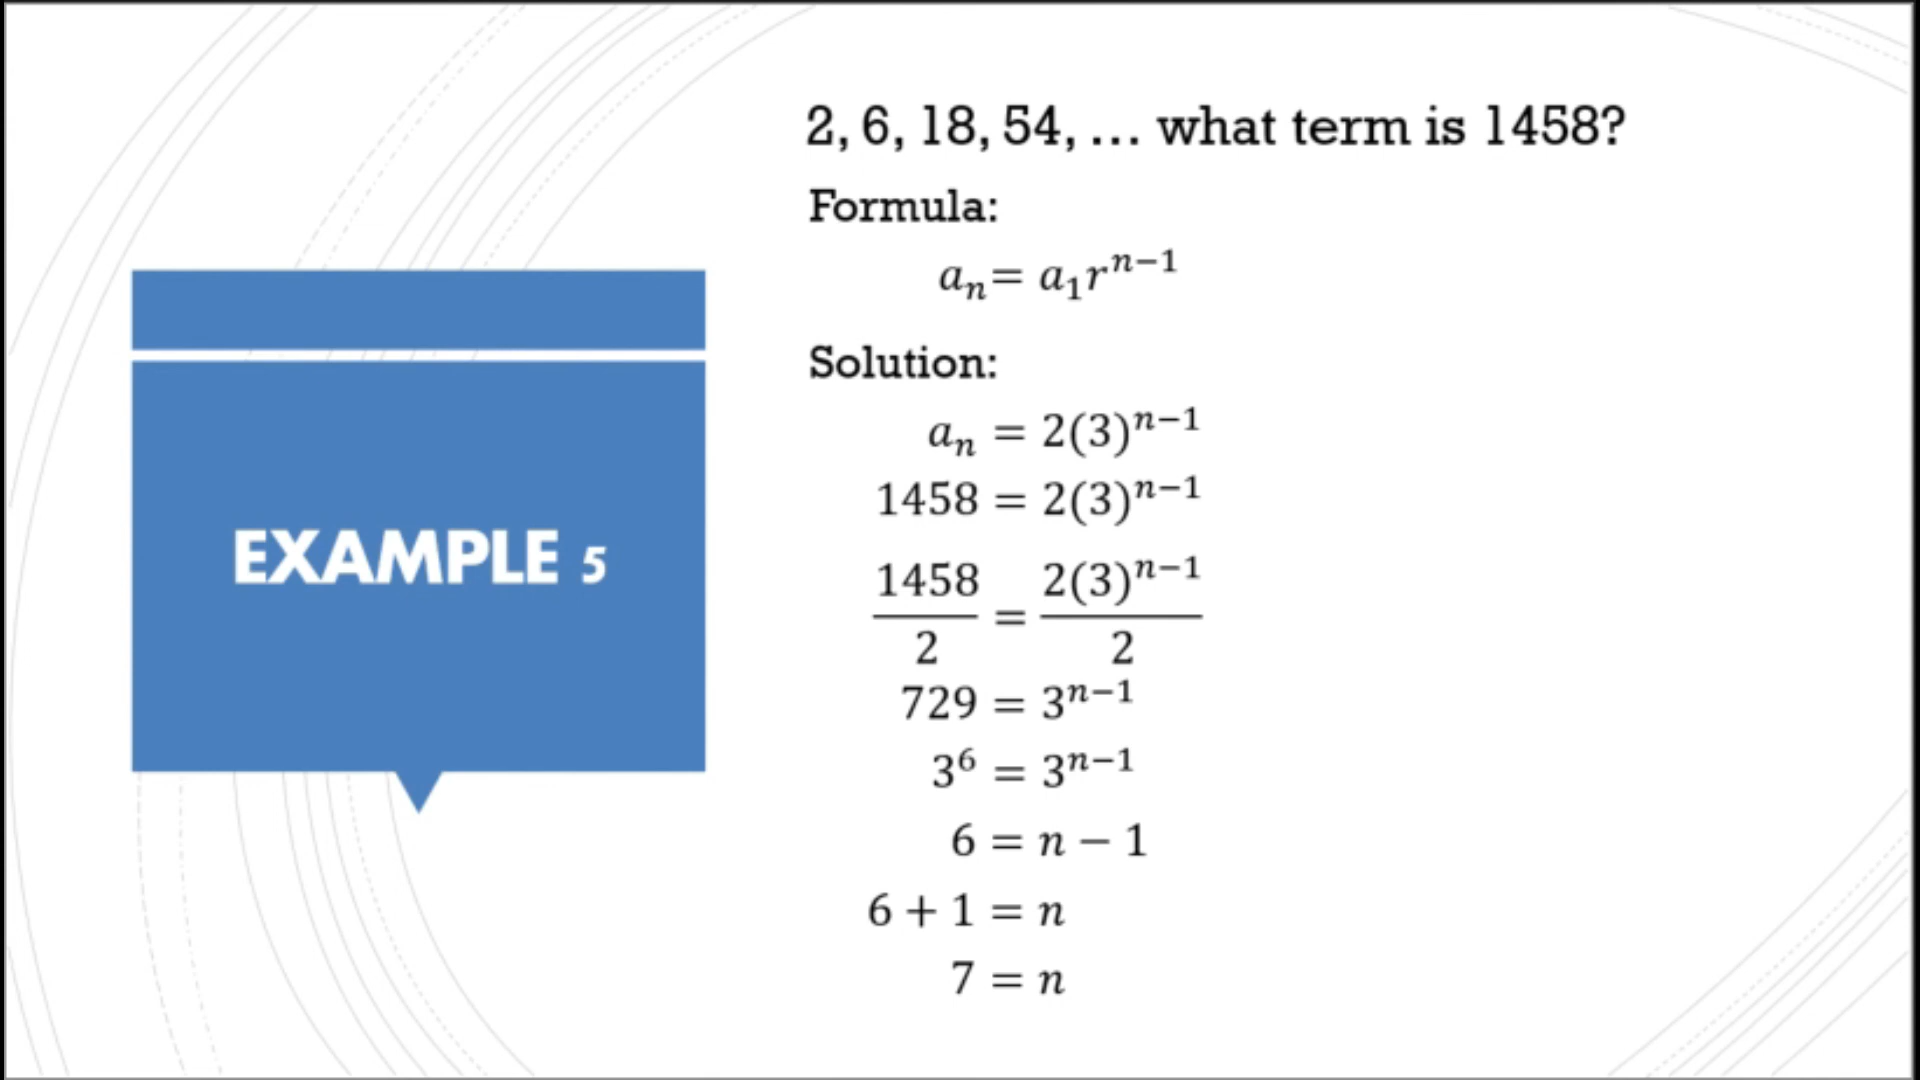 EXAMPLE 5
2, 6, 18, 54, … what term is 1458?
Formula:
aₙ= a₁rⁿ⁻¹
Solution:
aₙ = 2(3)ⁿ⁻¹
1458 = 2(3)ⁿ⁻¹
1458/2 = 2(3)ⁿ⁻¹/2
729 = 3ⁿ⁻¹
3⁶ = 3ⁿ⁻¹
6 = n − 1
6 + 1 = n
7 = n